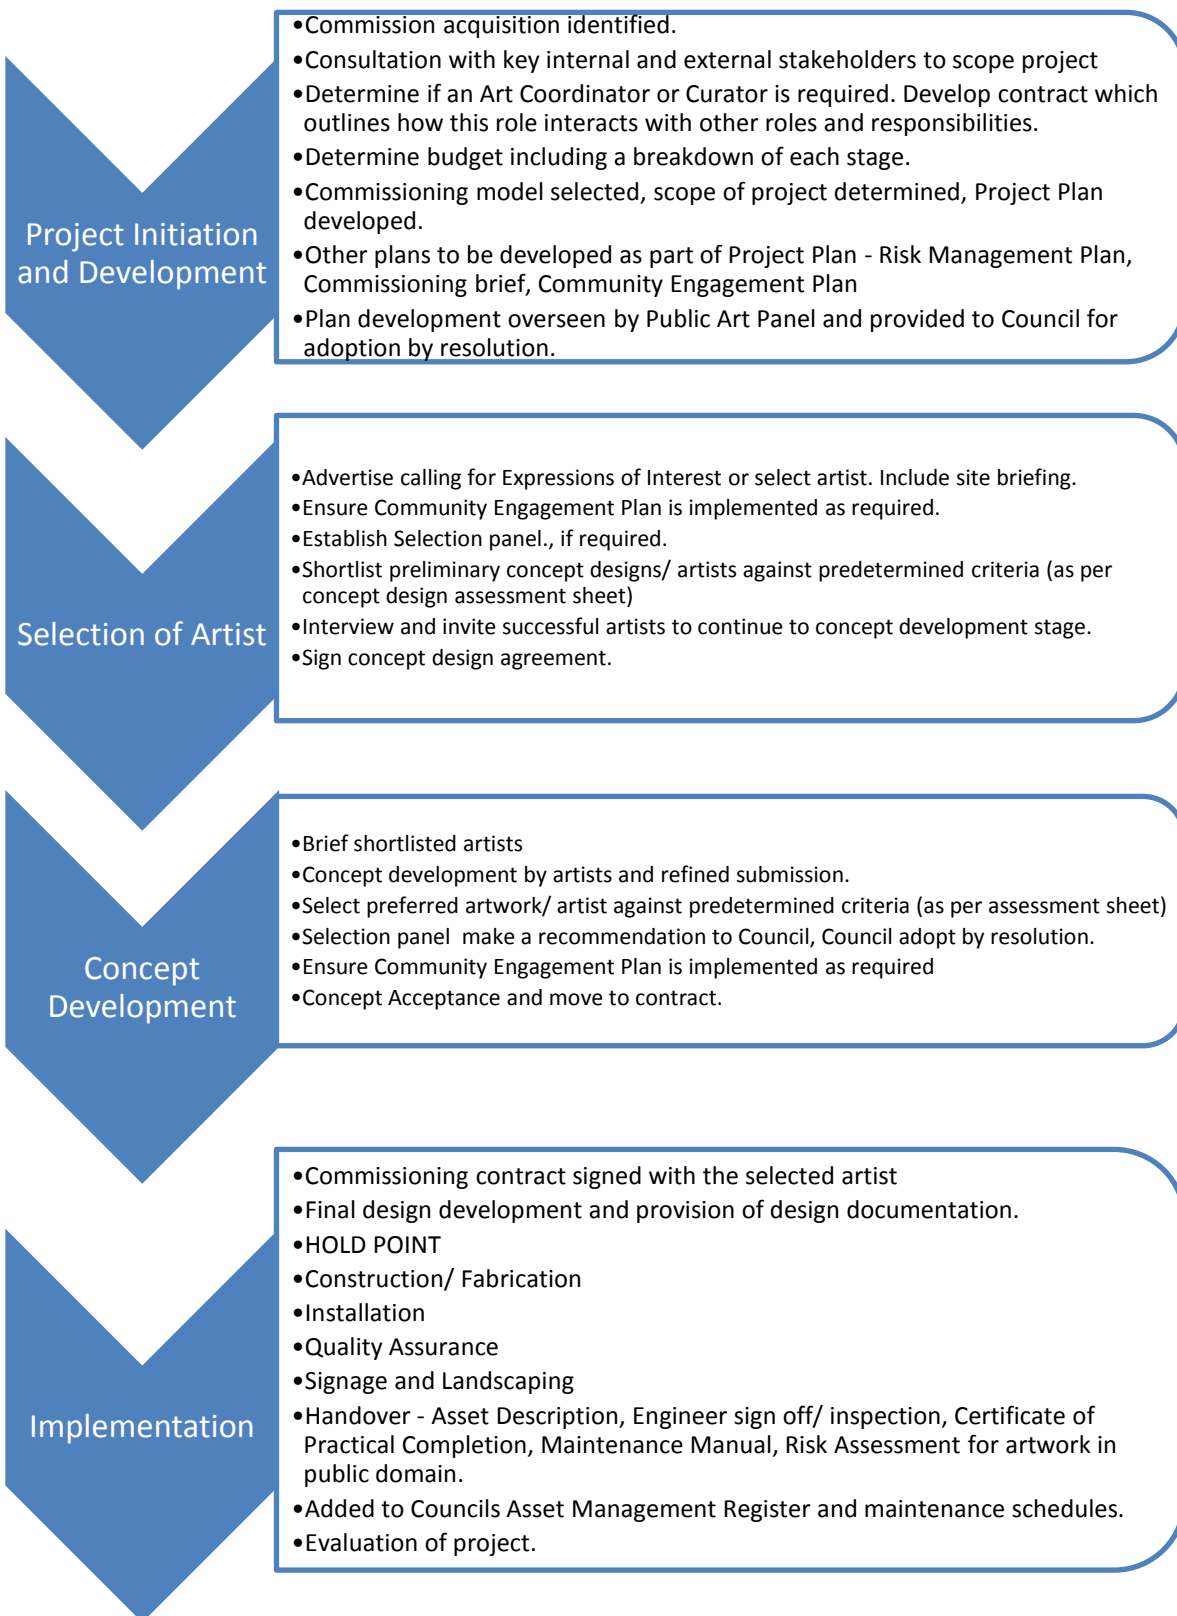 Project Initiation
and Development
•Commission acquisition identified.
•Consultation with key internal and external stakeholders to scope project
•Determine if an Art Coordinator or Curator is required. Develop contract which
outlines how this role interacts with other roles and responsibilities.
•Determine budget including a breakdown of each stage.
•Commissioning model selected, scope of project determined, Project Plan
developed.
•Other plans to be developed as part of Project Plan - Risk Management Plan,
Commissioning brief, Community Engagement Plan
•Plan development overseen by Public Art Panel and provided to Council for
adoption by resolution.
Selection of Artist
•Advertise calling for Expressions of Interest or select artist. Include site briefing.
•Ensure Community Engagement Plan is implemented as required.
•Establish Selection panel., if required.
•Shortlist preliminary concept designs/ artists against predetermined criteria (as per
concept design assessment sheet)
•Interview and invite successful artists to continue to concept development stage.
•Sign concept design agreement.
Concept
Development
•Brief shortlisted artists
•Concept development by artists and refined submission.
•Select preferred artwork/ artist against predetermined criteria (as per assessment sheet)
•Selection panel  make a recommendation to Council, Council adopt by resolution.
•Ensure Community Engagement Plan is implemented as required
•Concept Acceptance and move to contract.
Implementation
•Commissioning contract signed with the selected artist
•Final design development and provision of design documentation.
•HOLD POINT
•Construction/ Fabrication
•Installation
•Quality Assurance
•Signage and Landscaping
•Handover - Asset Description, Engineer sign off/ inspection, Certificate of
Practical Completion, Maintenance Manual, Risk Assessment for artwork in
public domain.
•Added to Councils Asset Management Register and maintenance schedules.
•Evaluation of project.